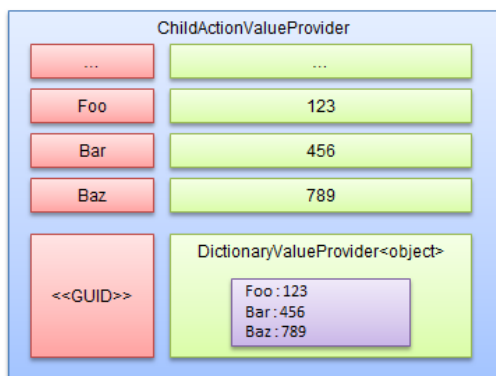 ChildActionValueProvider
... ...
Foo 123
Bar 456
Baz 789
<<GUID>>
DictionaryValueProvider<object>
Foo:123
Bar:456
Baz:789